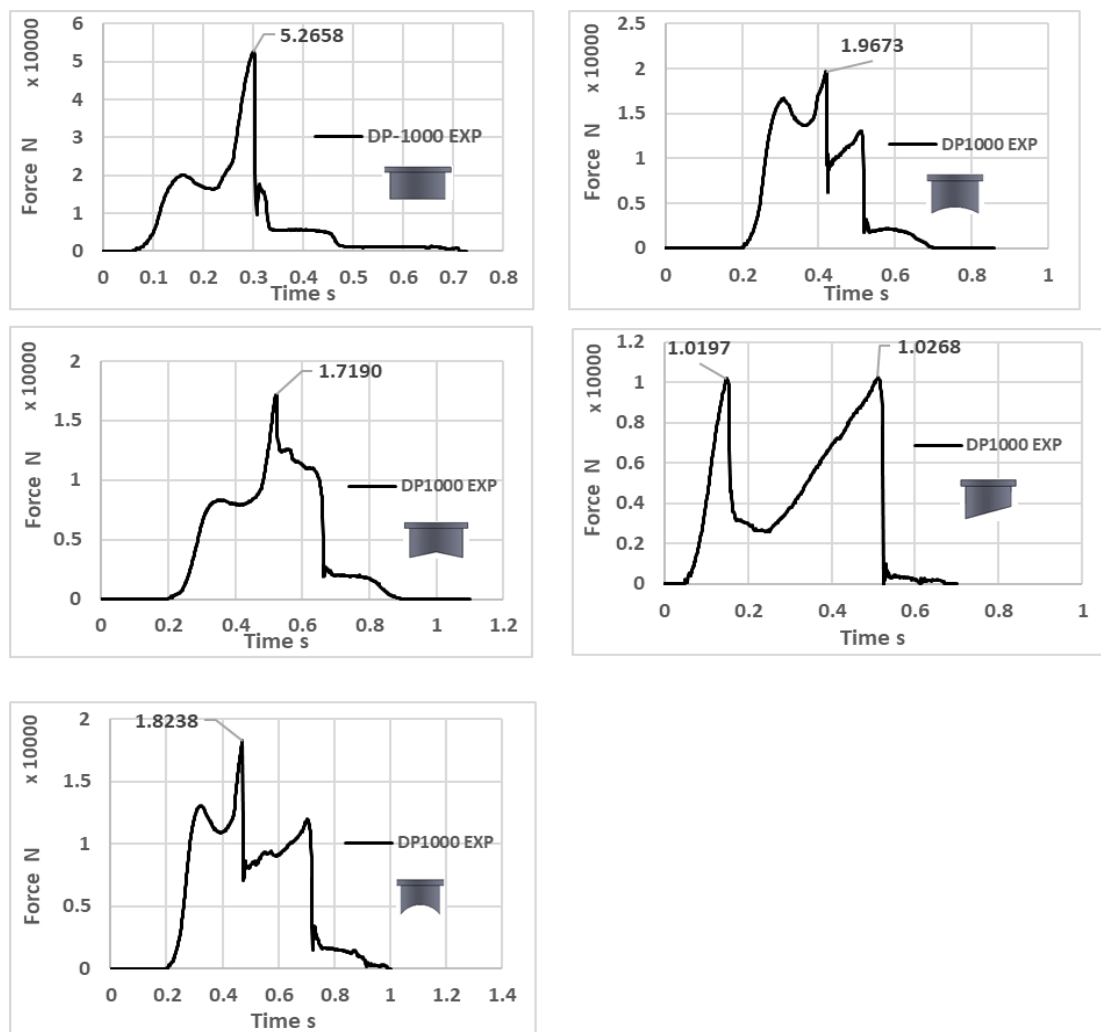 x 10000
Force N
6
5
4
3
2
1
0
5.2658
DP-1000 EXP
0 0.1 0.2 0.3 0.4 0.5 0.6 0.7 0.8
Time s
x 10000
Force N
2.5
2
1.5
1
0.5
0
1.9673
DP1000 EXP
0 0.2 0.4 0.6 0.8 1
Time s
x 10000
Force N
2
1.5
1
0.5
0
1.7190
DP1000 EXP
0 0.2 0.4 0.6 0.8 1 1.2
Time s
x 10000
Force N
1.2
1
0.8
0.6
0.4
0.2
0
1.0197
1.0268
DP1000 EXP
0 0.2 0.4 0.6 0.8 1
Time s
x 10000
Force N
2
1.5
1
0.5
0
1.8238
DP1000 EXP
0 0.2 0.4 0.6 0.8 1 1.2 1.4
Time s